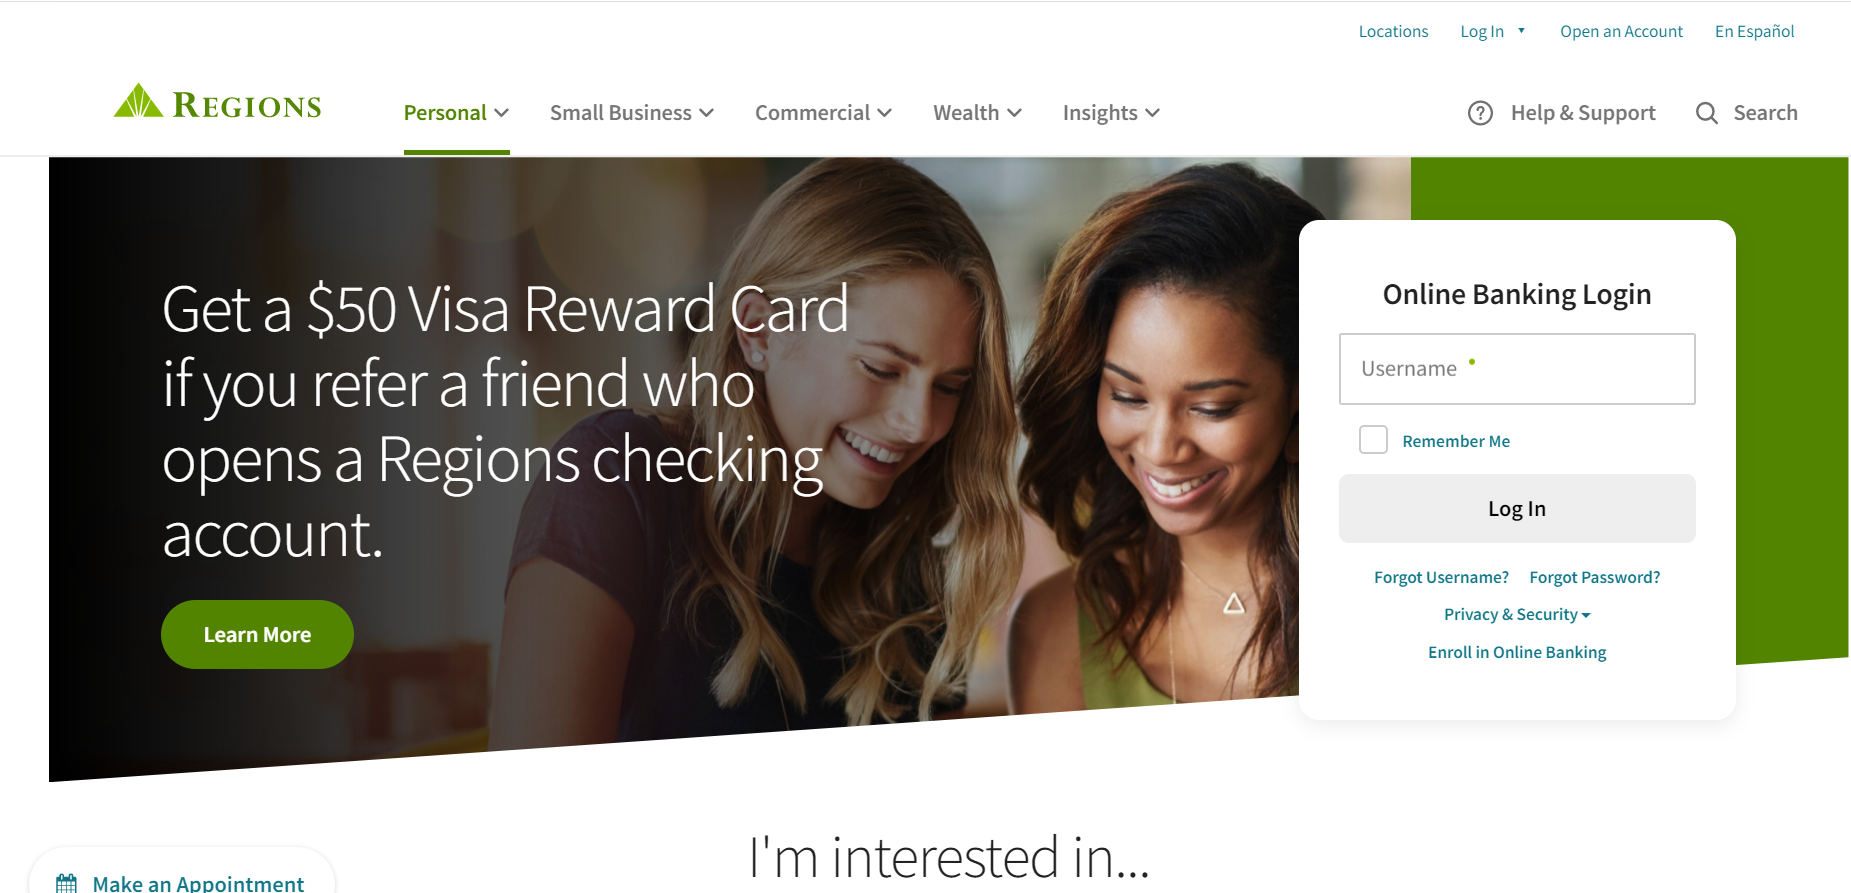 Locations Log In Open an Account En Español
REGIONS Personal Small Business Commercial Wealth Insights Help & Support Search
Get a $50 Visa Reward Card
if you refer a friend who
opens a Regions checking
account.
Learn More
Online Banking Login
Username
Remember Me
Log In
Forgot Username? Forgot Password?
Privacy & Security
Enroll in Online Banking
I'm interested in...
Make an Appointment